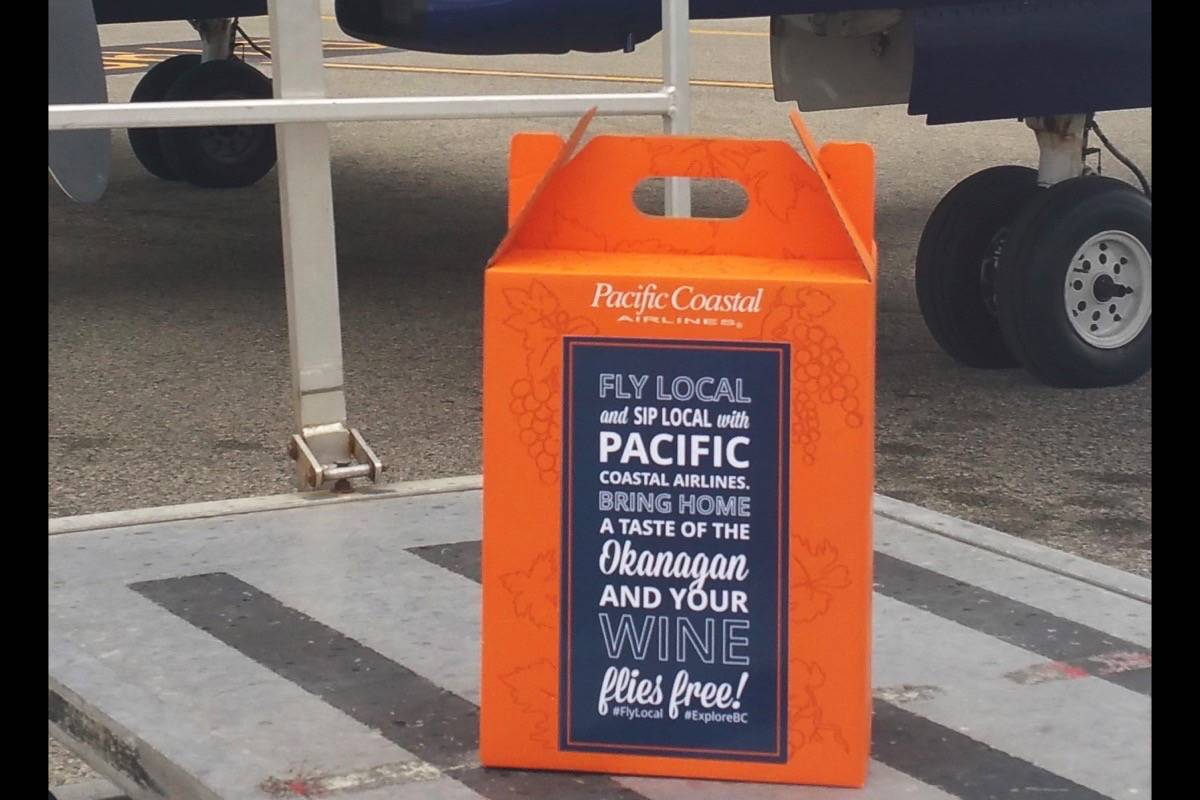 Pacific Coastal
AIRLINES®
FLY LOCAL
and SIP LOCAL with
PACIFIC
COASTAL AIRLINES.
BRING HOME
A TASTE OF THE
Okanagan
AND YOUR
WINE
flies free!
#FlyLocal #ExploreBC